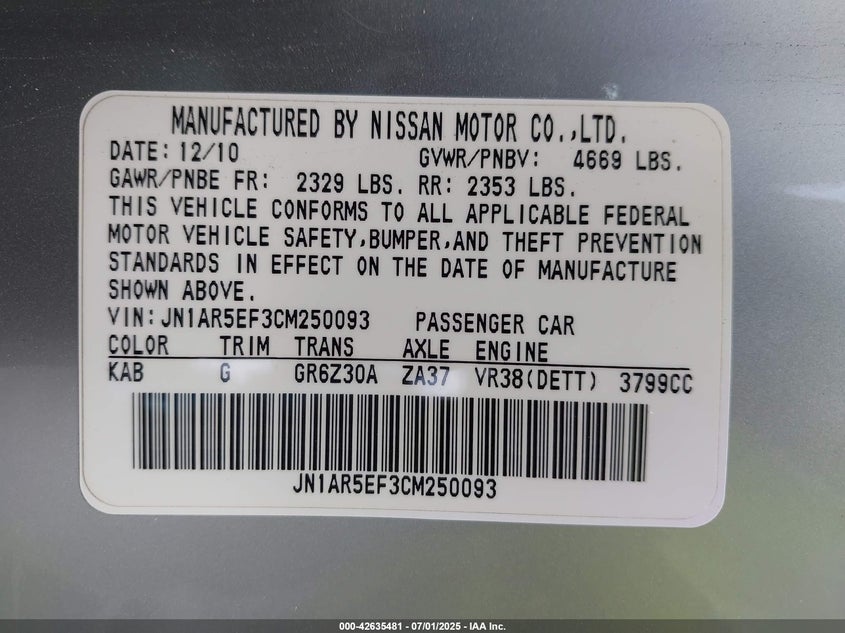 MANUFACTURED BY NISSAN MOTOR CO.,LTD.
DATE: 12/10 GVWR/PNBV: 4669 LBS.
GAWR/PNBE FR: 2329 LBS. RR: 2353 LBS.
THIS VEHICLE CONFORMS TO ALL APPLICABLE FEDERAL
MOTOR VEHICLE SAFETY,BUMPER,AND THEFT PREVENTION
STANDARDS IN EFFECT ON THE DATE OF MANUFACTURE
SHOWN ABOVE.
VIN:JN1AR5EF3CM250093 PASSENGER CAR
COLOR TRIM TRANS AXLE ENGINE
KAB G GR6Z30A ZA37 VR38(DETT) 3799CC
JN1AR5EF3CM250093
000-42635481 - 07/01/2025 - IAA Inc.